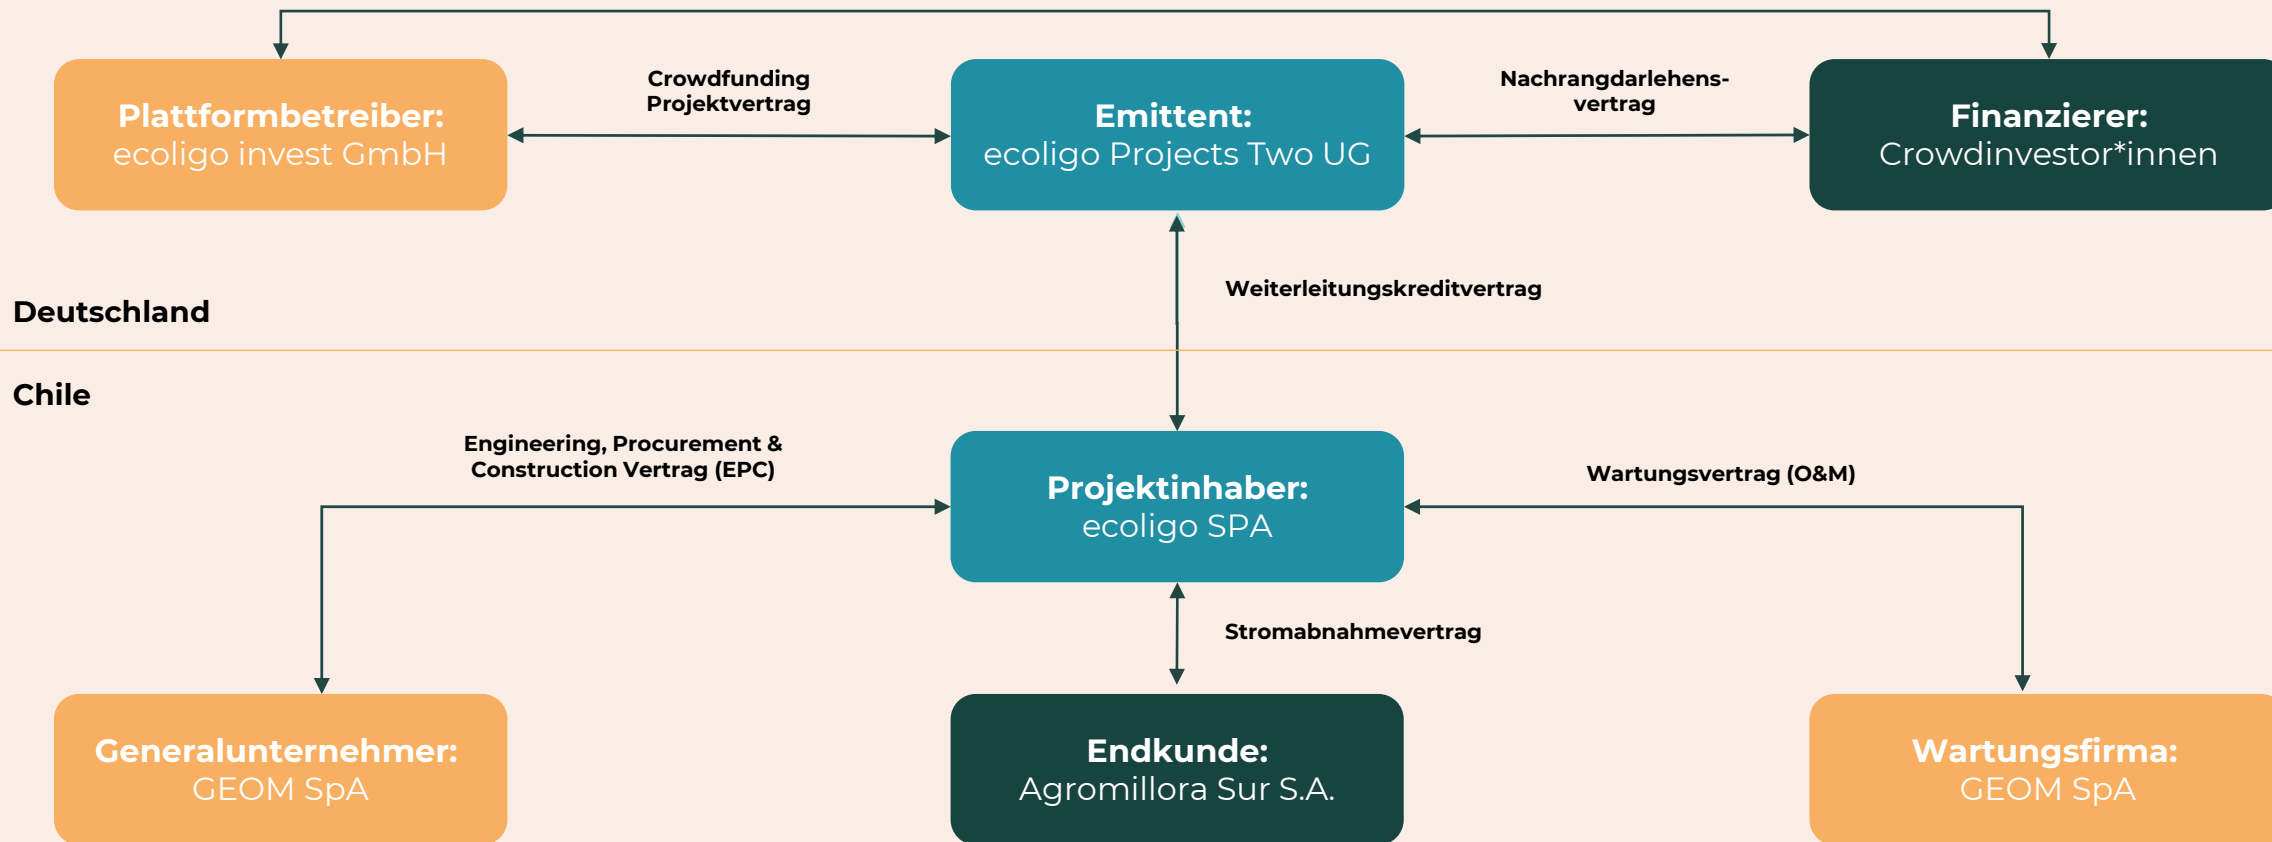 Crowdfunding
Projektvertrag
Nachrangdarlehens-
vertrag
Plattformbetreiber:
ecoligo invest GmbH
Emittent:
ecoligo Projects Two UG
Finanzierer:
Crowdinvestor*innen
Weiterleitungskreditvertrag
Deutschland
Chile
Engineering, Procurement &
Construction Vertrag (EPC)
Wartungsvertrag (O&M)
Projektinhaber:
ecoligo SPA
Stromabnahmevertrag
Generalunternehmer:
GEOM SpA
Endkunde:
Agromillora Sur S.A.
Wartungsfirma:
GEOM SpA